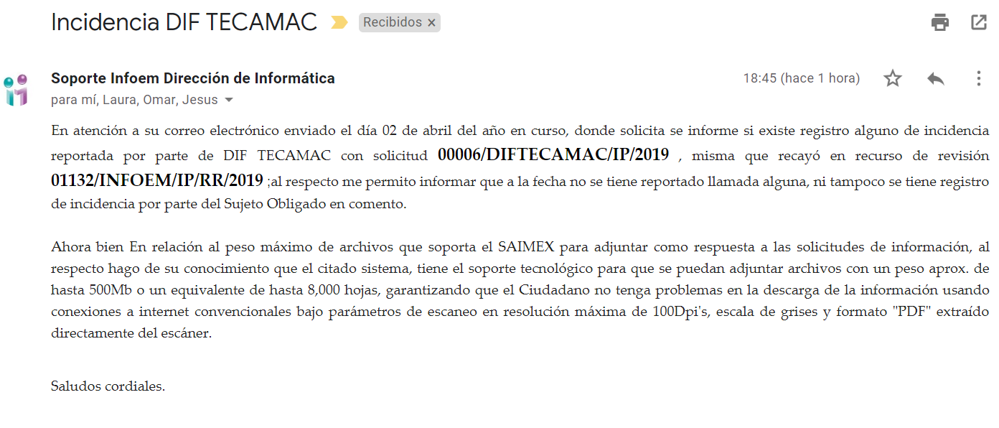 Incidencia DIF TECAMAC
Recibidos ×
Soporte Infoem Dirección de Informática
18:45 (hace 1 hora)
para mí, Laura, Omar, Jesus
En atención a su correo electrónico enviado el día 02 de abril del año en curso, donde solicita se informe si existe registro alguno de incidencia
reportada por parte de DIF TECAMAC con solicitud 00006/DIFTECAMAC/IP/2019 , misma que recayó en recurso de revisión
01132/INFOEM/IP/RR/2019 ;al respecto me permito informar que a la fecha no se tiene reportado llamada alguna, ni tampoco se tiene registro
de incidencia por parte del Sujeto Obligado en comento.
Ahora bien En relación al peso máximo de archivos que soporta el SAIMEX para adjuntar como respuesta a las solicitudes de información, al
respecto hago de su conocimiento que el citado sistema, tiene el soporte tecnológico para que se puedan adjuntar archivos con un peso aprox. de
hasta 500Mb o un equivalente de hasta 8,000 hojas, garantizando que el Ciudadano no tenga problemas en la descarga de la información usando
conexiones a internet convencionales bajo parámetros de escaneo en resolución máxima de 100Dpi's, escala de grises y formato "PDF" extraído
directamente del escáner.
Saludos cordiales.